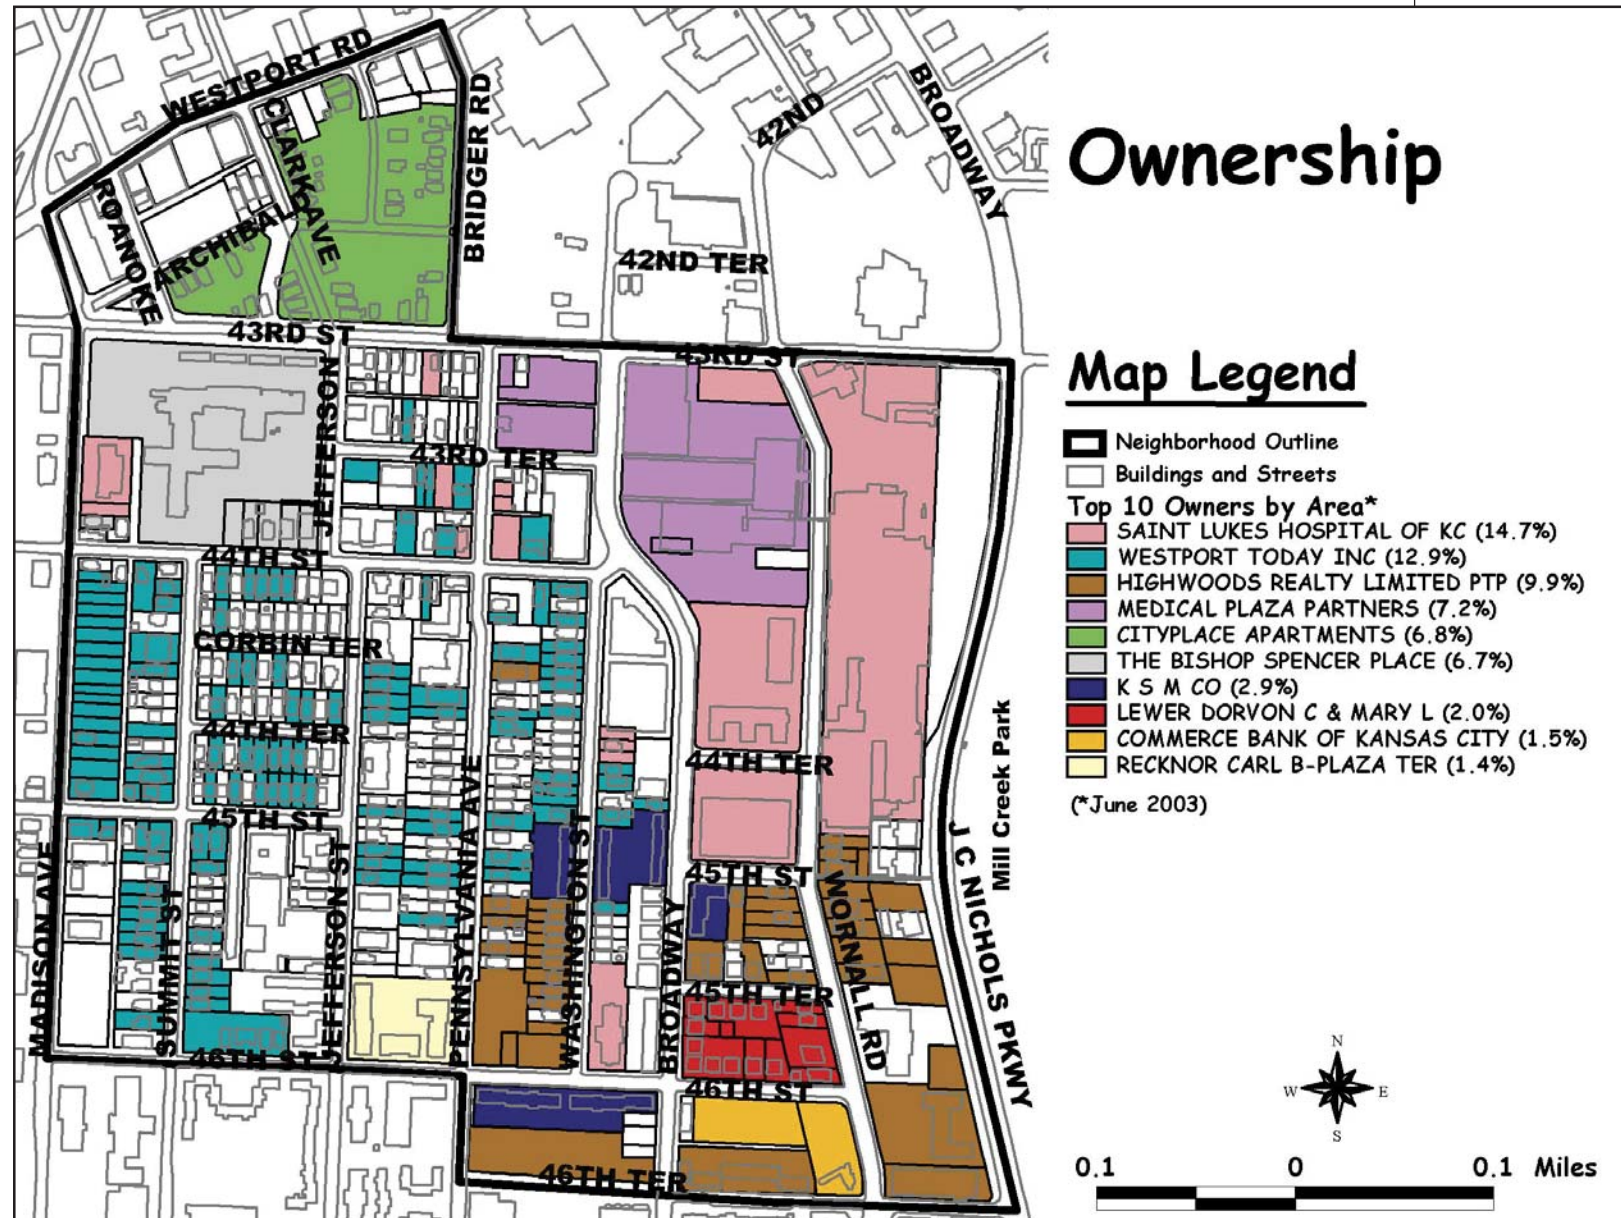 Ownership
WESTPORT RD
CLARK AVE
BRIDGER RD
42ND
BROADWAY
ROANOKE
ARCHIBAL
42ND TER
43RD ST
43RD ST
Map Legend
Neighborhood Outline
Buildings and Streets
Top 10 Owners by Area*
SAINT LUKES HOSPITAL OF KC (14.7%)
WESTPORT TODAY INC (12.9%)
HIGHWOODS REALTY LIMITED PTP (9.9%)
MEDICAL PLAZA PARTNERS (7.2%)
CITYPLACE APARTMENTS (6.8%)
THE BISHOP SPENCER PLACE (6.7%)
K S M CO (2.9%)
LEWER DORVON C & MARY L (2.0%)
COMMERCE BANK OF KANSAS CITY (1.5%)
RECKNOR CARL B-PLAZA TER (1.4%)
(*June 2003)
JEFFERSON
43RD TER
44TH ST
CORBIN TER
44TH TER
44TH TER
45TH ST
45TH ST
Mill Creek Park
J C NICHOLS PKWY
MADISON AVE
SUMMIT ST
JEFFERSON ST
PENNSYLVANIA AVE
WASHINGTON ST
BROADWAY
WORNALL RD
45TH TER
46TH ST
46TH ST
46TH TER
N
W E
S
0.1 0 0.1 Miles